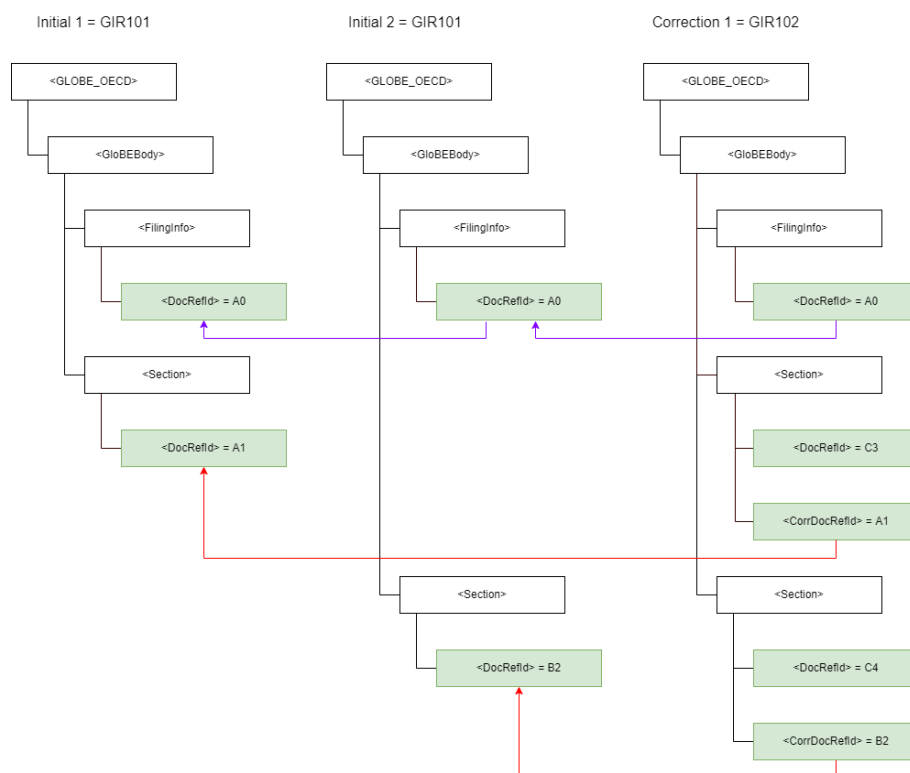 Initial 1 = GIR101
Initial 2 = GIR101
Correction 1 = GIR102
<GLOBE_OECD>
<GLOBE_OECD>
<GLOBE_OECD>
<GloBEBody>
<GloBEBody>
<GloBEBody>
<FilingInfo>
<FilingInfo>
<FilingInfo>
<DocRefId> = A0
<DocRefId> = A0
<DocRefId> = A0
<Section>
<Section>
<DocRefId> = A1
<DocRefId> = C3
<CorrDocRefId> = A1
<Section>
<Section>
<DocRefId> = B2
<DocRefId> = C4
<CorrDocRefId> = B2